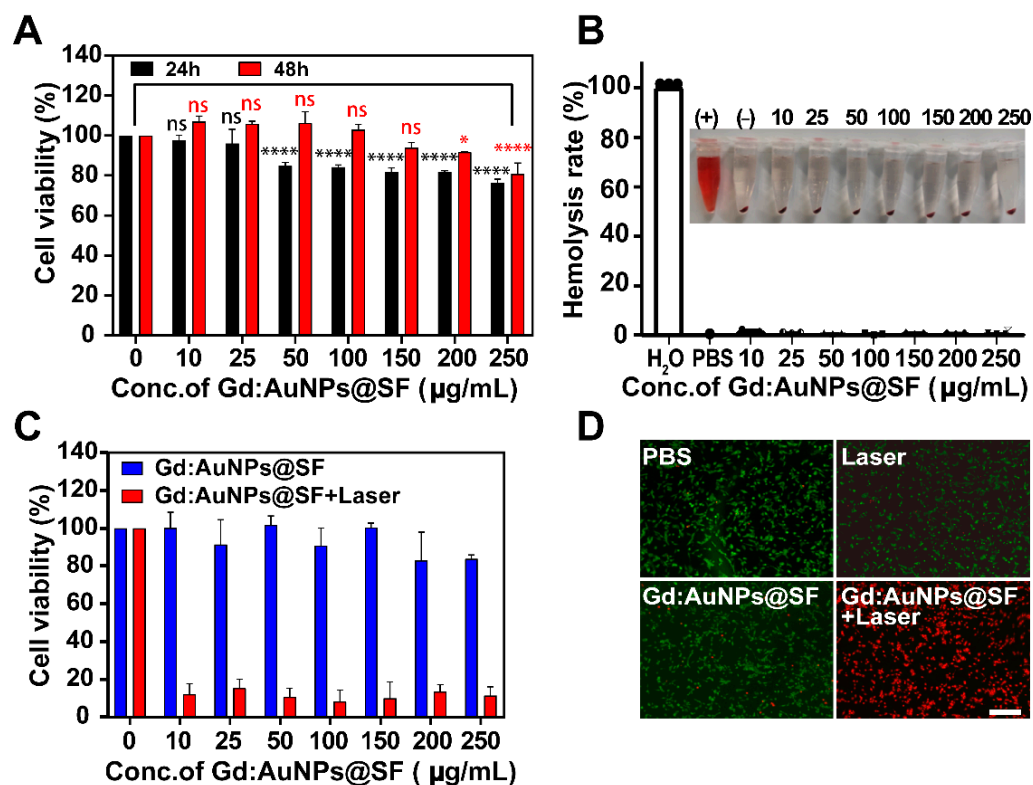 A
140
120
100
80
60
40
20
0
Cell viability (%)
24h 48h
ns ns **** **** **** **** ****
ns ns ns ns ns * ****
0 10 25 50 100 150 200 250
Conc.of Gd:AuNPs@SF (µg/mL)
B
100
80
60
40
20
0
Hemolysis rate (%)
(+) (−) 10 25 50 100 150 200 250
H₂O PBS 10 25 50 100 150 200 250
Conc.of Gd:AuNPs@SF (µg/mL)
C
140
120
100
80
60
40
20
0
Cell viability (%)
Gd:AuNPs@SF
Gd:AuNPs@SF+Laser
0 10 25 50 100 150 200 250
Conc.of Gd:AuNPs@SF ( µg/mL)
D
PBS
Laser
Gd:AuNPs@SF
Gd:AuNPs@SF
+Laser